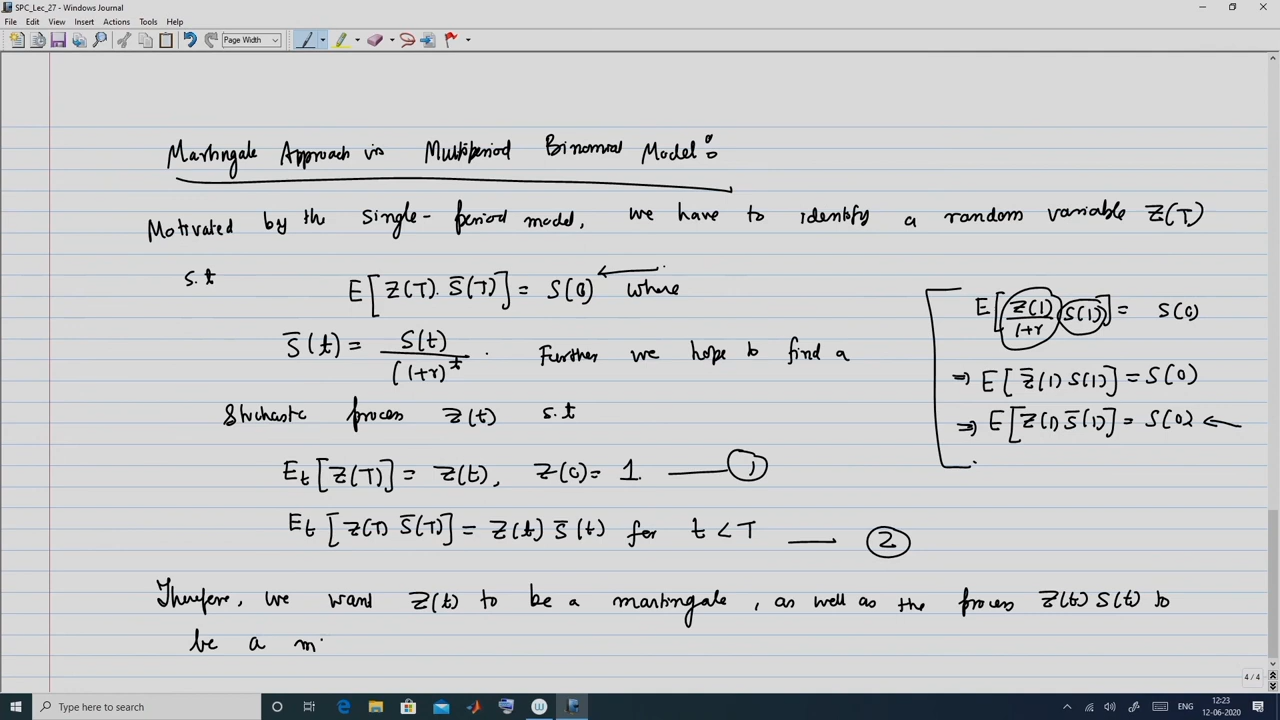 SPC_Lec_27 - Windows Journal
File Edit View Insert Actions Tools Help
Page Width
Martingale Approach in Multiperiod Binomial Model:
Motivated by the single-period model, we have to identify a random variable Z(T)
s.t E[Z(T). S̄(T)] = S(0) where
S̄(t) = S(t)/(1+r)^t . Further we hope to find a
Stochastic process Z(t) s.t
E_t[Z(T)] = Z(t), Z(0) = 1. —— (1)
E_t[Z(T) S̄(T)] = Z(t) S̄(t) for t < T —— (2)
Therefore, we want Z(t) to be a martingale, as well as the process Z(t) S(t) to
be a m
E[Z(1)/(1+r) S(1)] = S(0)
⇒ E[Z̄(1) S(1)] = S(0)
⇒ E[Z(1) S̄(1)] = S(0) ←
4 / 4
Type here to search
ENG
12:23
12-06-2020